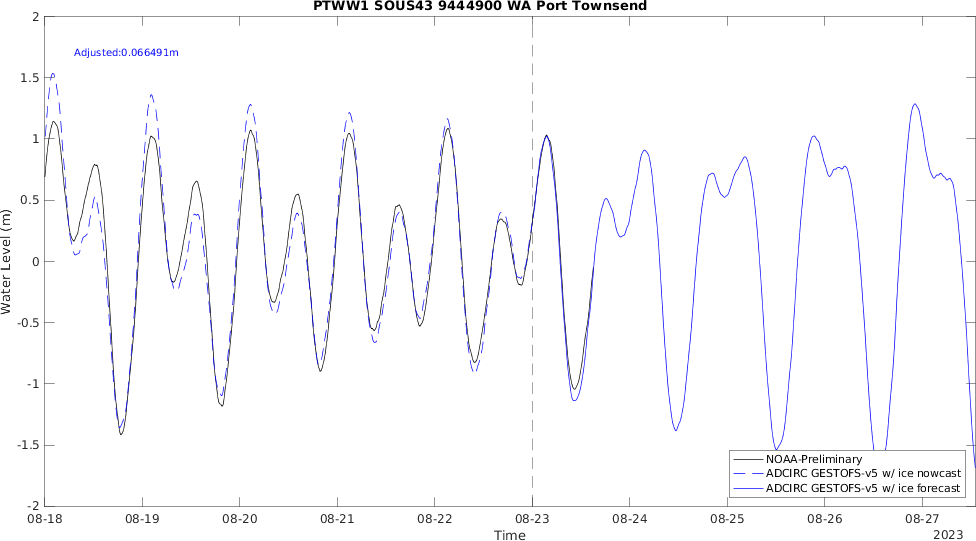 PTWW1 SOUS43 9444900 WA Port Townsend
Adjusted:0.066491m
2
1.5
1
0.5
0
-0.5
-1
-1.5
-2
Water Level (m)
NOAA-Preliminary
ADCIRC GESTOFS-v5 w/ ice nowcast
ADCIRC GESTOFS-v5 w/ ice forecast
08-18 08-19 08-20 08-21 08-22 08-23 08-24 08-25 08-26 08-27
Time
2023